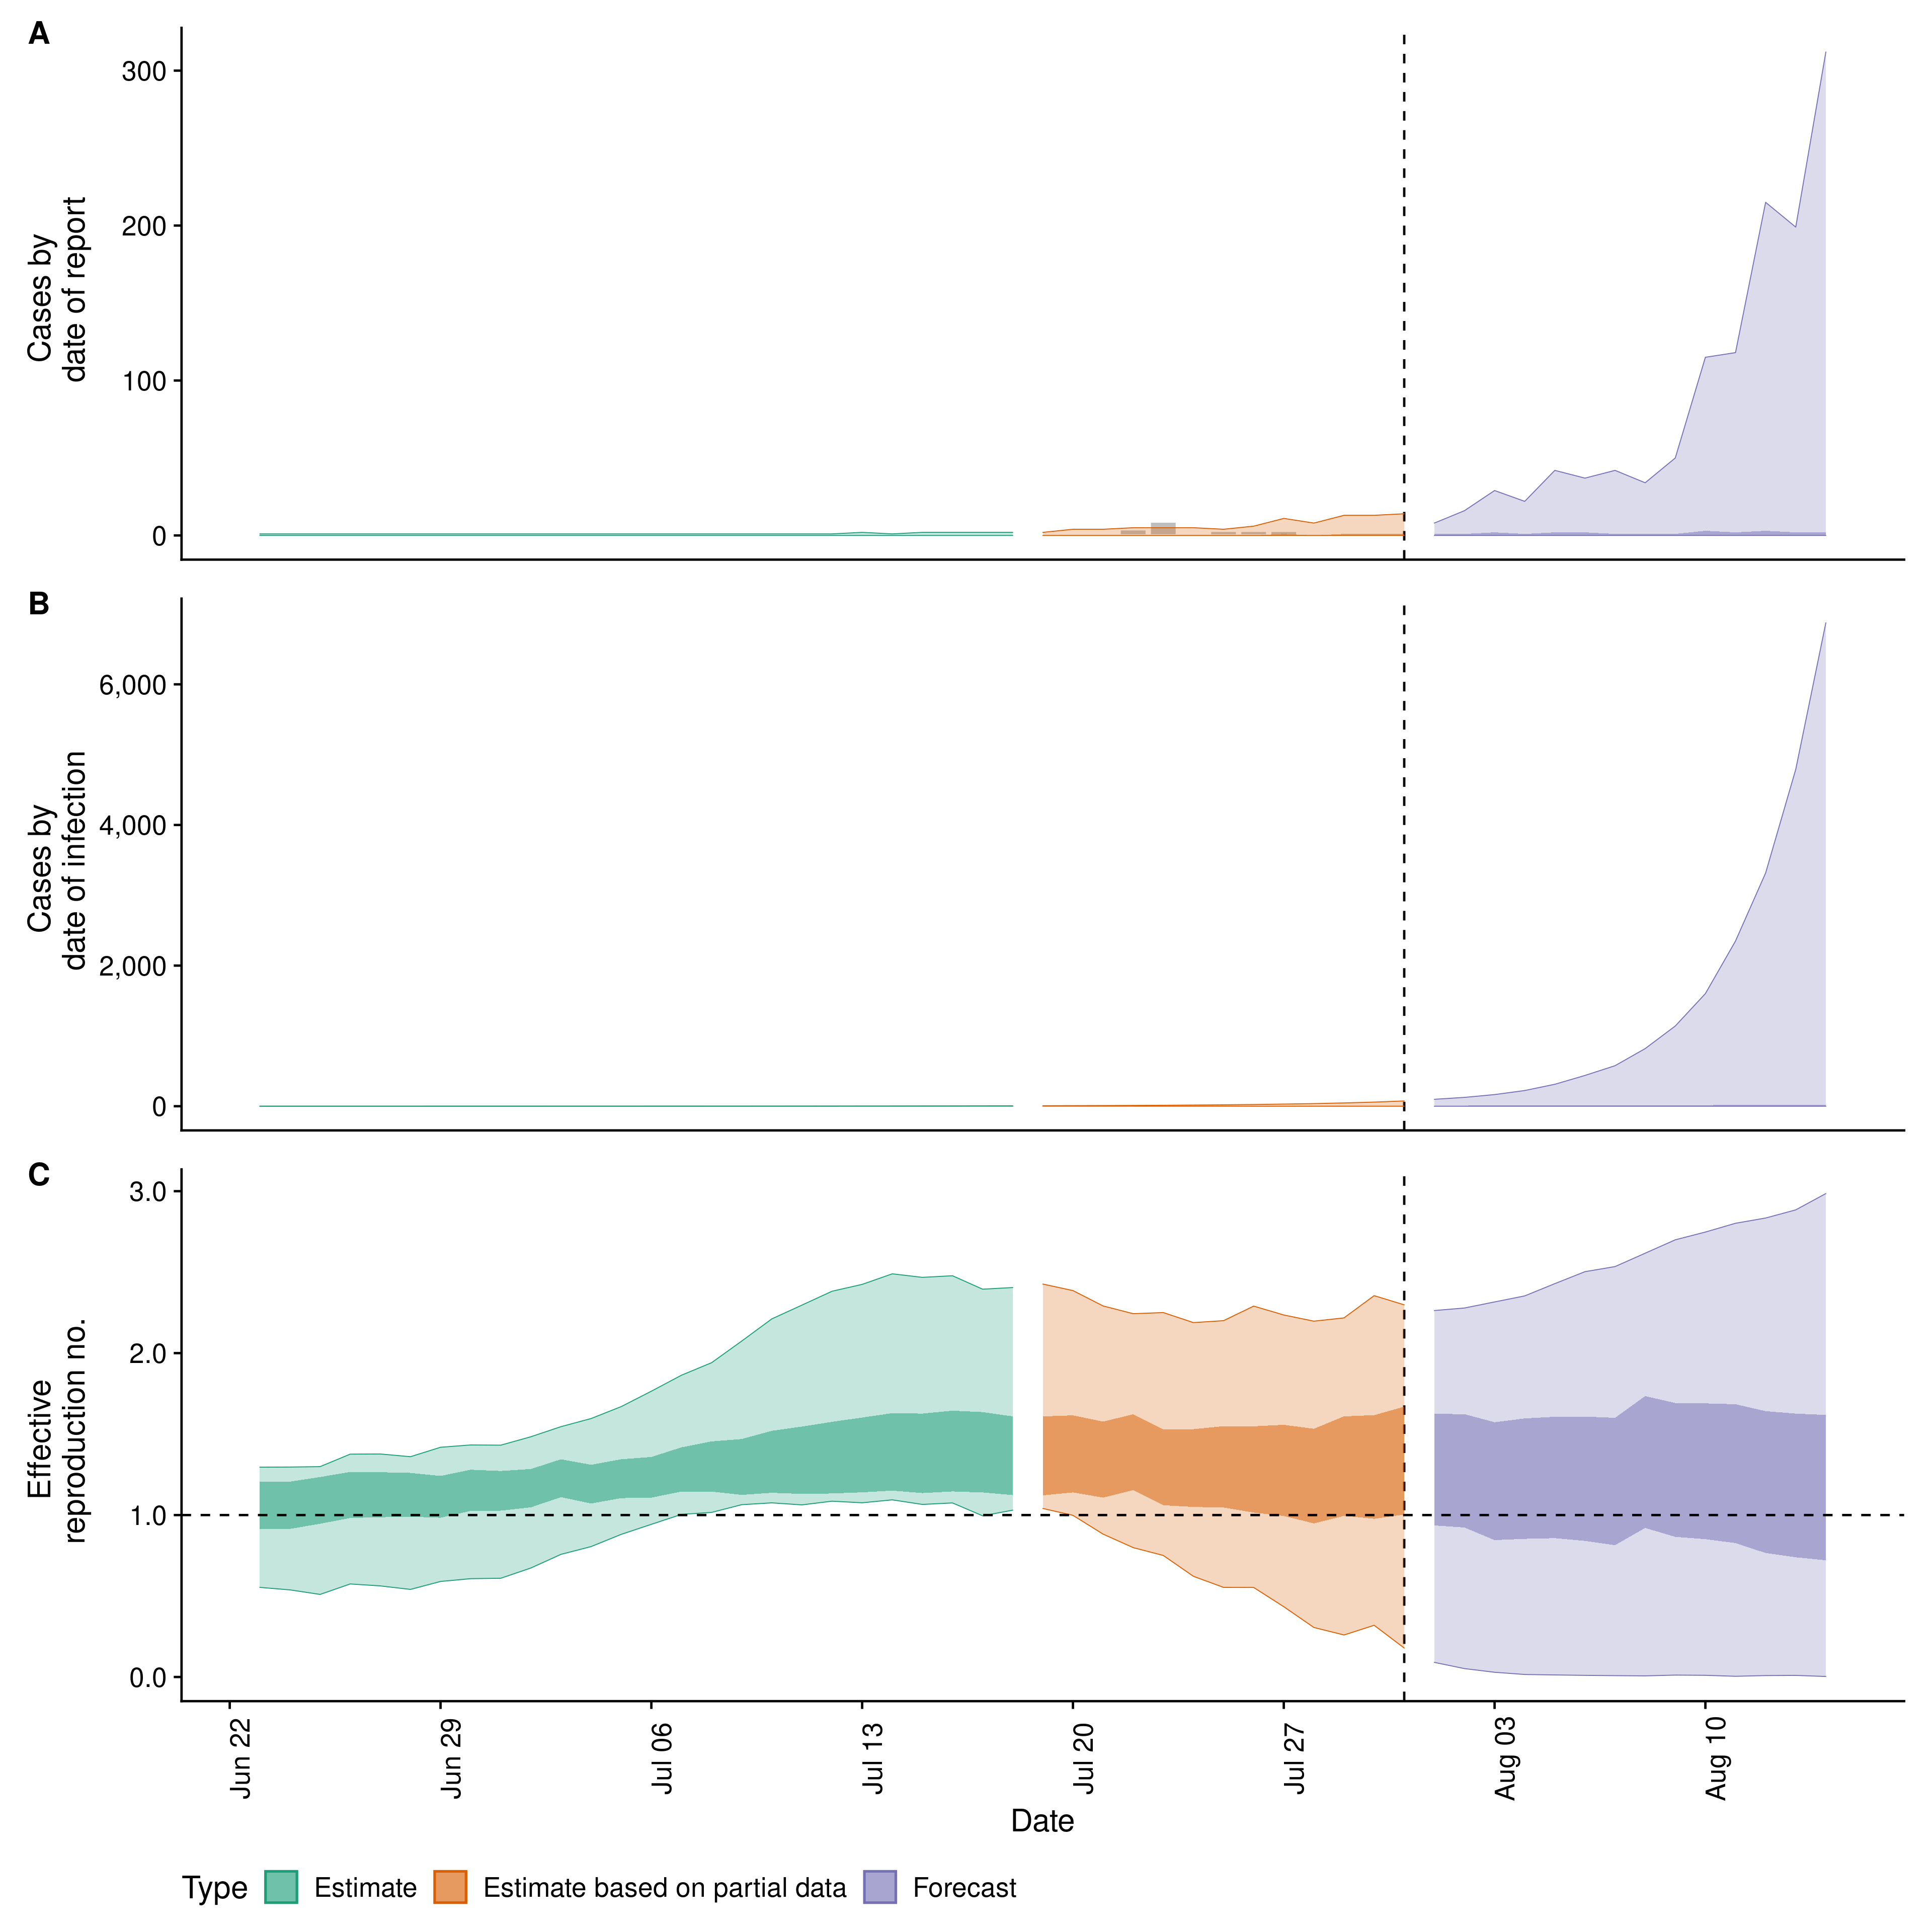 A
Cases by
date of report
300
200
100
0
B
Cases by
date of infection
6,000
4,000
2,000
0
C
Effective
reproduction no.
3.0
2.0
1.0
0.0
Jun 22
Jun 29
Jul 06
Jul 13
Jul 20
Jul 27
Aug 03
Aug 10
Date
Type Estimate Estimate based on partial data Forecast